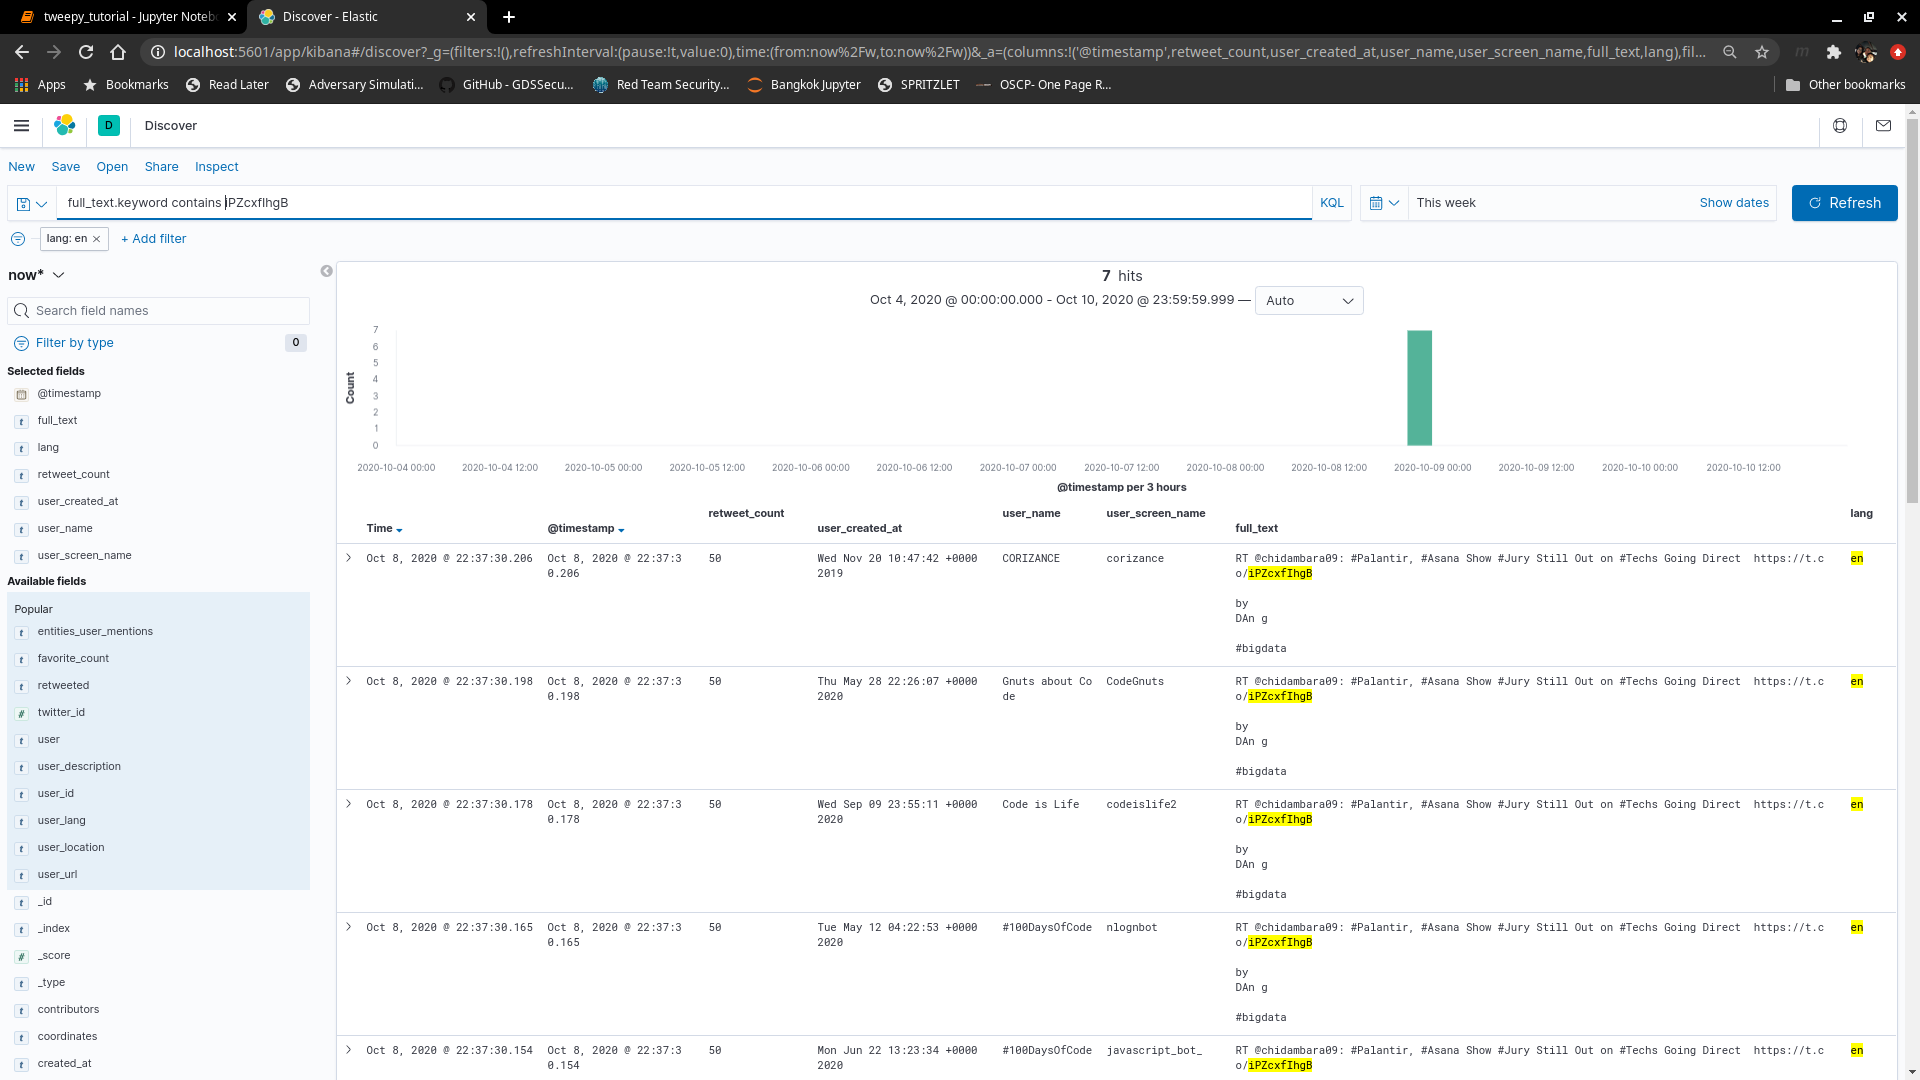 tweepy_tutorial - Jupyter Noteb
Discover - Elastic
localhost:5601/app/kibana#/discover?_g=(filters:!(),refreshInterval:(pause:!t,value:0),time:(from:now%2Fw,to:now%2Fw))&_a=(columns:!('@timestamp',retweet_count,user_created_at,user_name,user_screen_name,full_text,lang),fil...
Apps Bookmarks Read Later Adversary Simulati... GitHub - GDSSecu... Red Team Security... Bangkok Jupyter SPRITZLET OSCP- One Page R... Other bookmarks
D Discover
New Save Open Share Inspect
full_text.keyword contains iPZcxfIhgB KQL This week Show dates Refresh
lang: en + Add filter
now*
Search field names
Filter by type 0
Selected fields
@timestamp
full_text
lang
retweet_count
user_created_at
user_name
user_screen_name
Available fields
Popular
entities_user_mentions
favorite_count
retweeted
twitter_id
user
user_description
user_id
user_lang
user_location
user_url
_id
_index
_score
_type
contributors
coordinates
created_at
7 hits
Oct 4, 2020 @ 00:00:00.000 - Oct 10, 2020 @ 23:59:59.999 — Auto
Count
7
6
5
4
3
2
1
0
2020-10-04 00:00 2020-10-04 12:00 2020-10-05 00:00 2020-10-05 12:00 2020-10-06 00:00 2020-10-06 12:00 2020-10-07 00:00 2020-10-07 12:00 2020-10-08 00:00 2020-10-08 12:00 2020-10-09 00:00 2020-10-09 12:00 2020-10-10 00:00 2020-10-10 12:00
@timestamp per 3 hours
Time @timestamp retweet_count user_created_at user_name user_screen_name full_text lang
Oct 8, 2020 @ 22:37:30.206 Oct 8, 2020 @ 22:37:3 50 Wed Nov 20 10:47:42 +0000 CORIZANCE corizance RT @chidambara09: #Palantir, #Asana Show #Jury Still Out on #Techs Going Direct https://t.c en
0.206 2019 o/iPZcxfIhgB
by
DAn g
#bigdata
Oct 8, 2020 @ 22:37:30.198 Oct 8, 2020 @ 22:37:3 50 Thu May 28 22:26:07 +0000 Gnuts about Co CodeGnuts RT @chidambara09: #Palantir, #Asana Show #Jury Still Out on #Techs Going Direct https://t.c en
0.198 2020 de o/iPZcxfIhgB
by
DAn g
#bigdata
Oct 8, 2020 @ 22:37:30.178 Oct 8, 2020 @ 22:37:3 50 Wed Sep 09 23:55:11 +0000 Code is Life codeislife2 RT @chidambara09: #Palantir, #Asana Show #Jury Still Out on #Techs Going Direct https://t.c en
0.178 2020 o/iPZcxfIhgB
by
DAn g
#bigdata
Oct 8, 2020 @ 22:37:30.165 Oct 8, 2020 @ 22:37:3 50 Tue May 12 04:22:53 +0000 #100DaysOfCode nlognbot RT @chidambara09: #Palantir, #Asana Show #Jury Still Out on #Techs Going Direct https://t.c en
0.165 2020 o/iPZcxfIhgB
by
DAn g
#bigdata
Oct 8, 2020 @ 22:37:30.154 Oct 8, 2020 @ 22:37:3 50 Mon Jun 22 13:23:34 +0000 #100DaysOfCode javascript_bot_ RT @chidambara09: #Palantir, #Asana Show #Jury Still Out on #Techs Going Direct https://t.c en
0.154 2020 o/iPZcxfIhgB